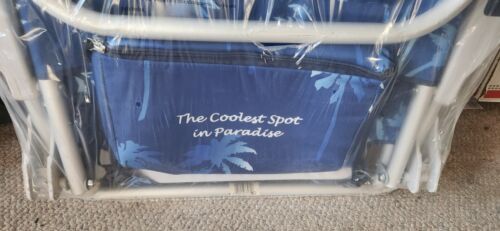 The Coolest Spot
in Paradise